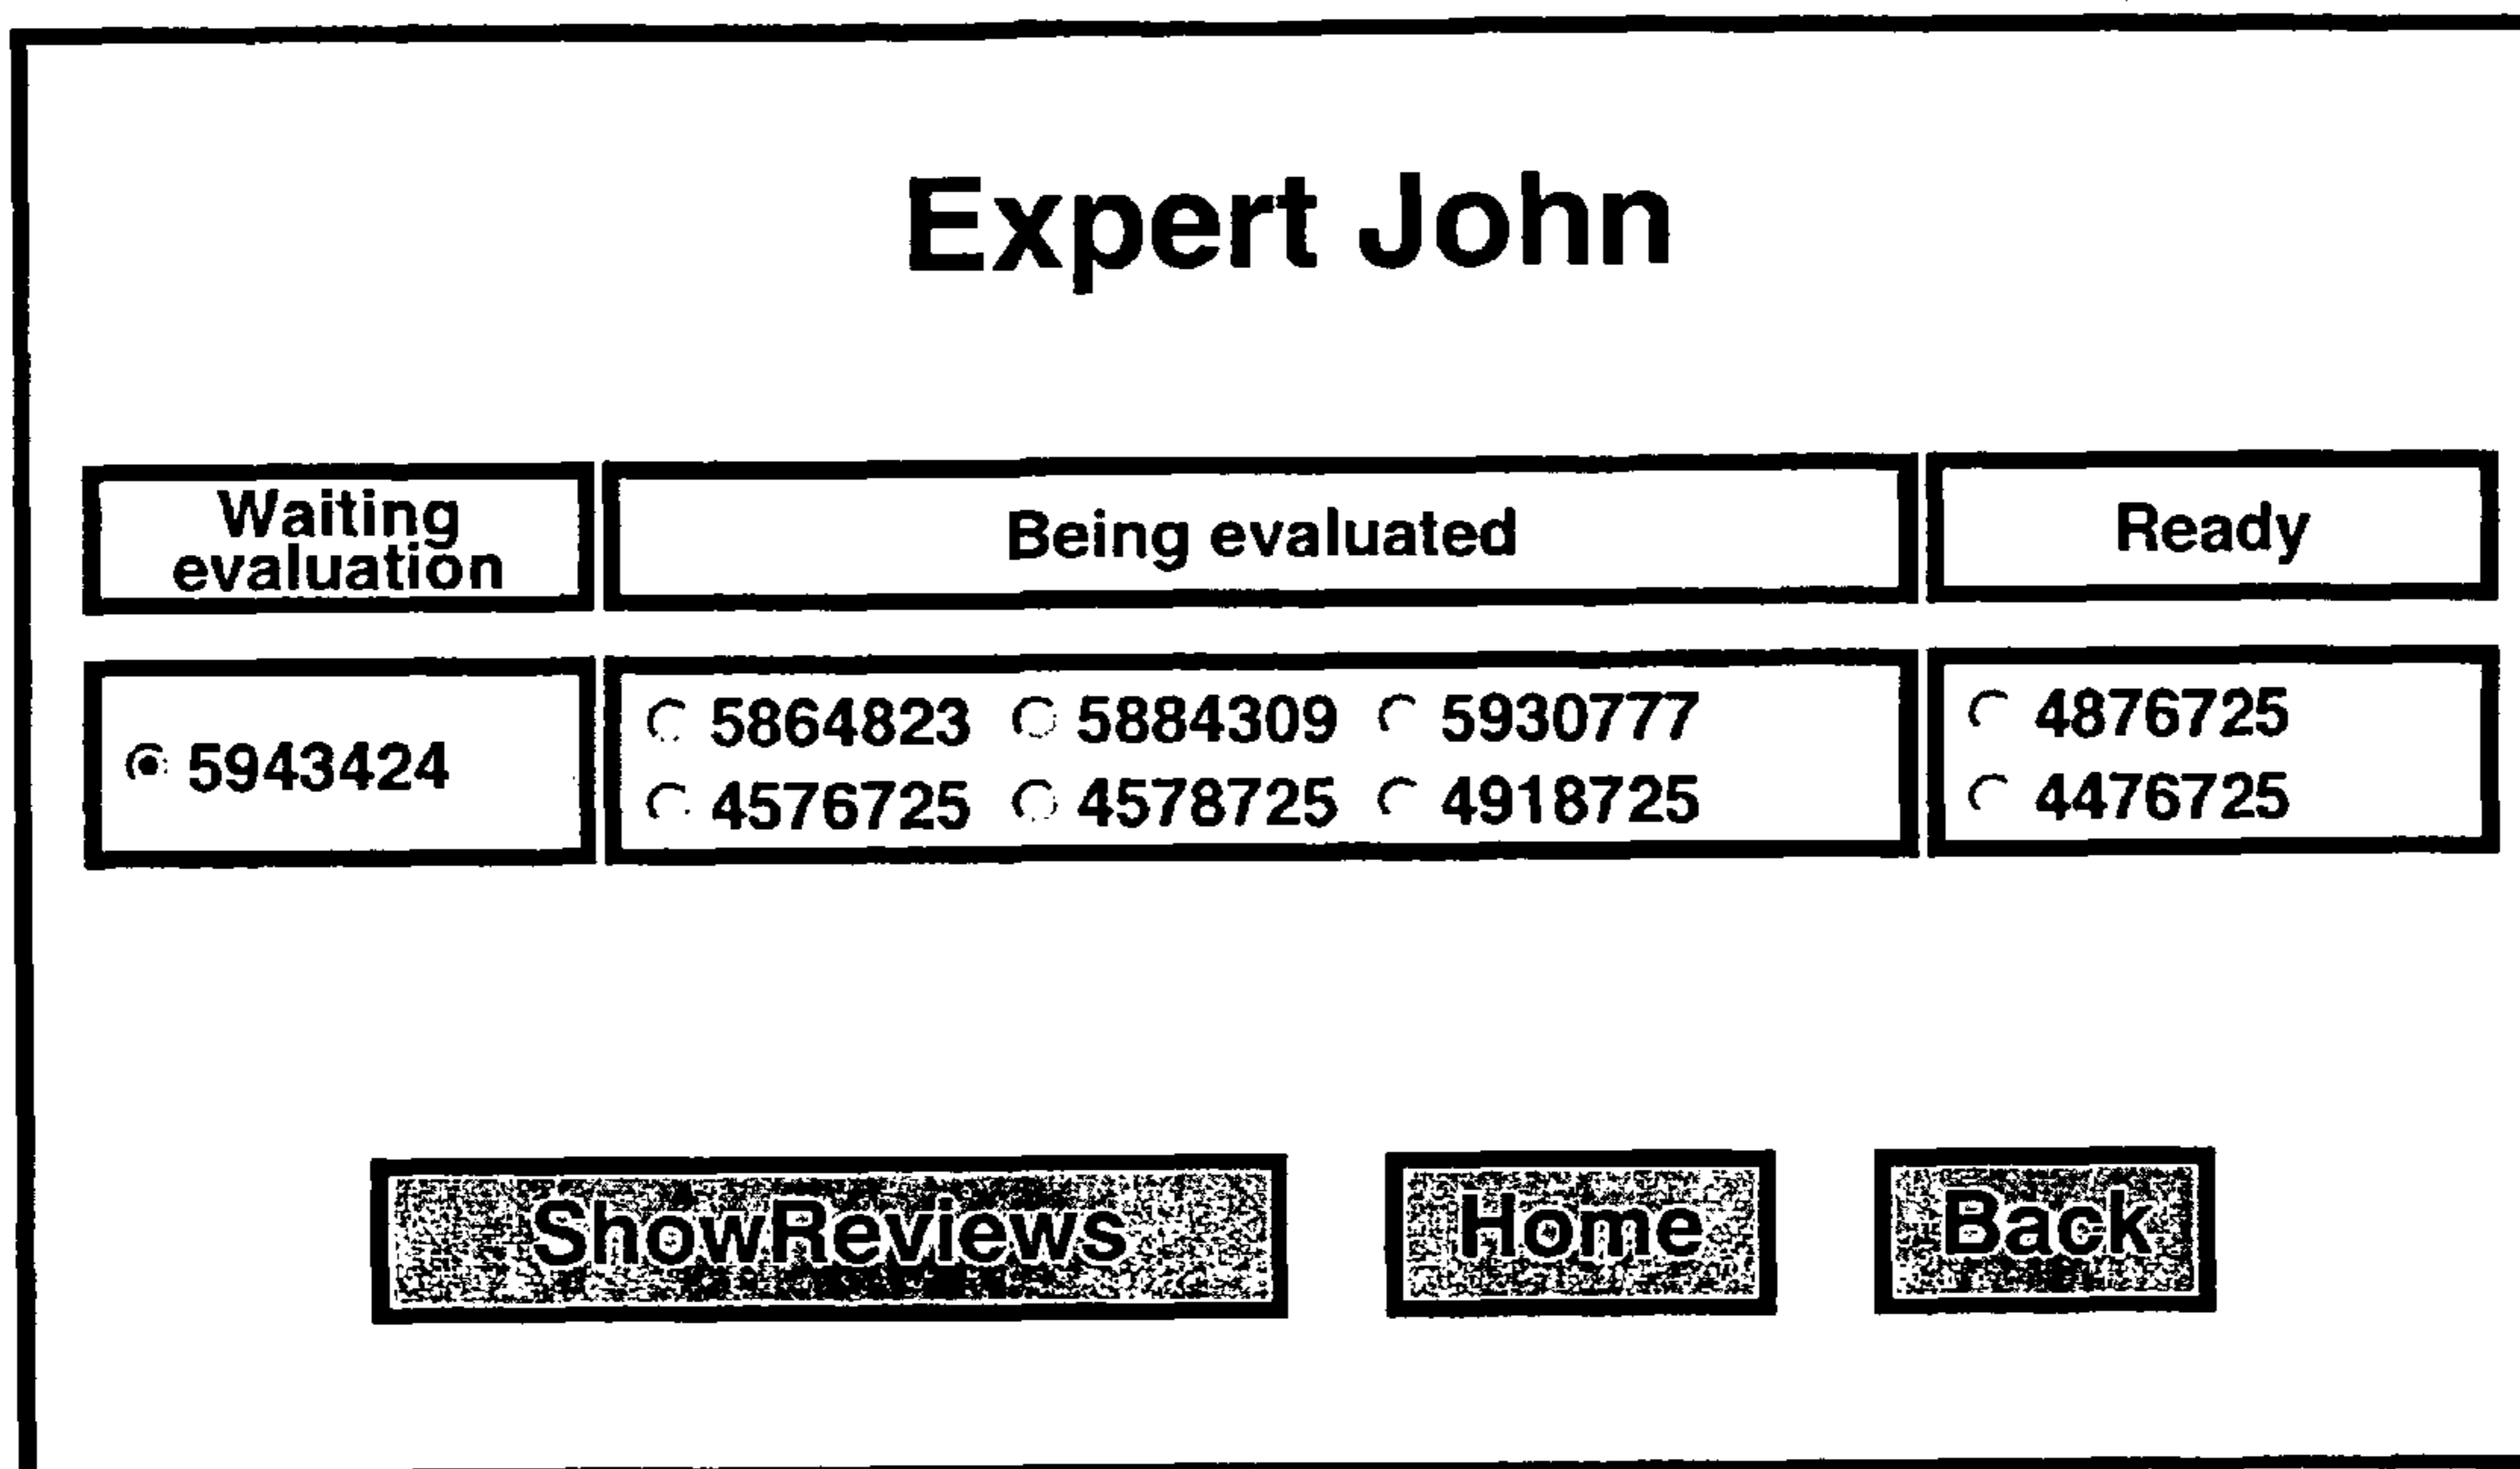 Expert John
Waiting
evaluation
Being evaluated
Ready
5943424
5864823 5884309 5930777
4576725 4578725 4918725
4876725
4476725
ShowReviews
Home
Back